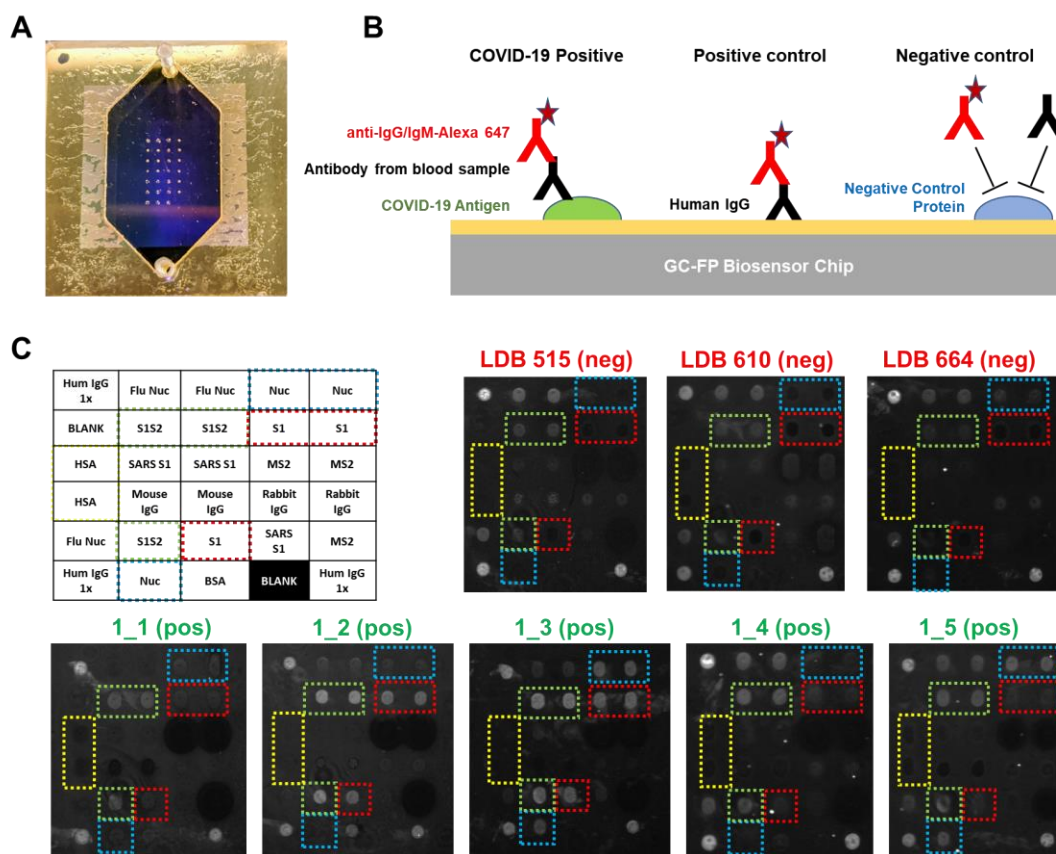 A
B
COVID-19 Positive
Positive control
Negative control
anti-IgG/IgM-Alexa 647
Antibody from blood sample
COVID-19 Antigen
Human IgG
Negative Control
Protein
GC-FP Biosensor Chip
C
LDB 515 (neg)
LDB 610 (neg)
LDB 664 (neg)
Hum IgG
1x
Flu Nuc
Flu Nuc
Nuc
Nuc
BLANK
S1S2
S1S2
S1
S1
HSA
SARS S1
SARS S1
MS2
MS2
HSA
Mouse
IgG
Mouse
IgG
Rabbit
IgG
Rabbit
IgG
Flu Nuc
S1S2
S1
SARS
S1
MS2
Hum IgG
1x
Nuc
BSA
BLANK
Hum IgG
1x
1_1 (pos)
1_2 (pos)
1_3 (pos)
1_4 (pos)
1_5 (pos)